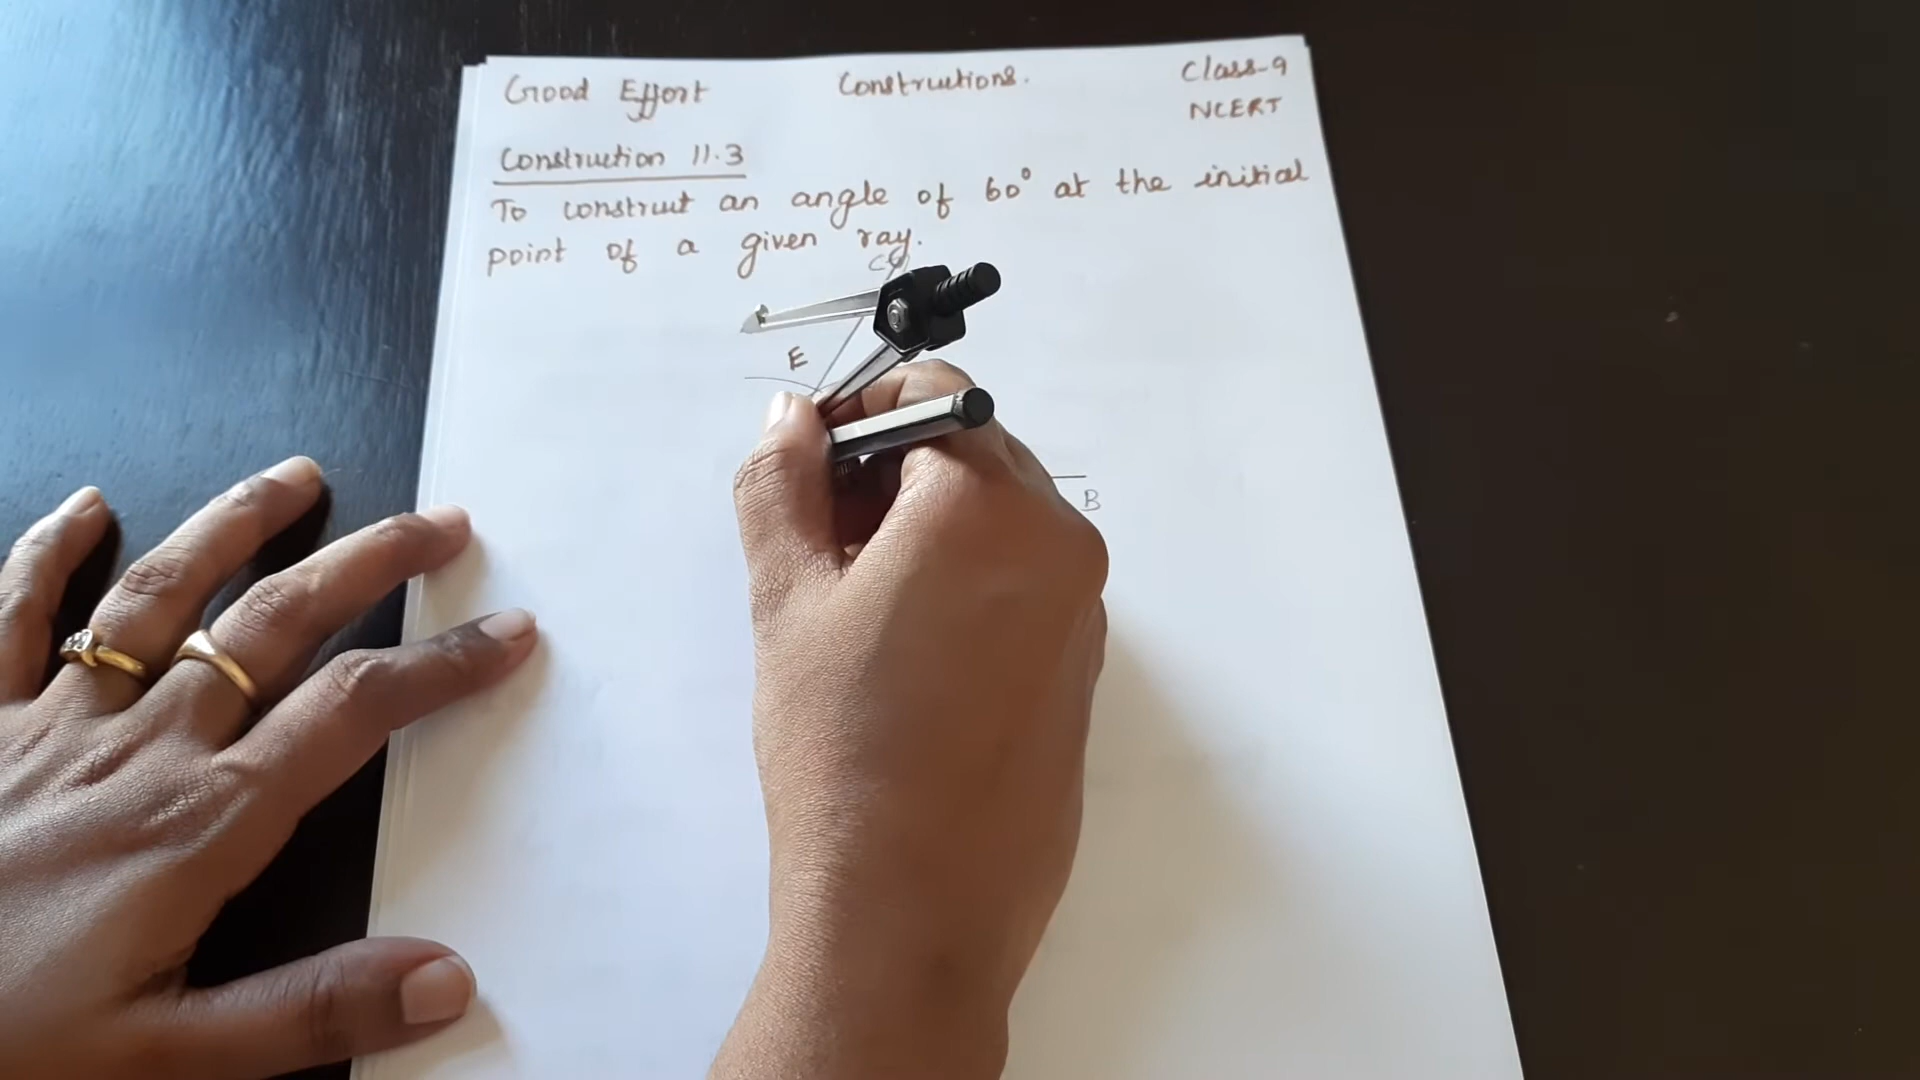 Good Effort Constructions. Class-9
NCERT
Construction 11.3
To construct an angle of 60° at the initial
point of a given ray.
E
B